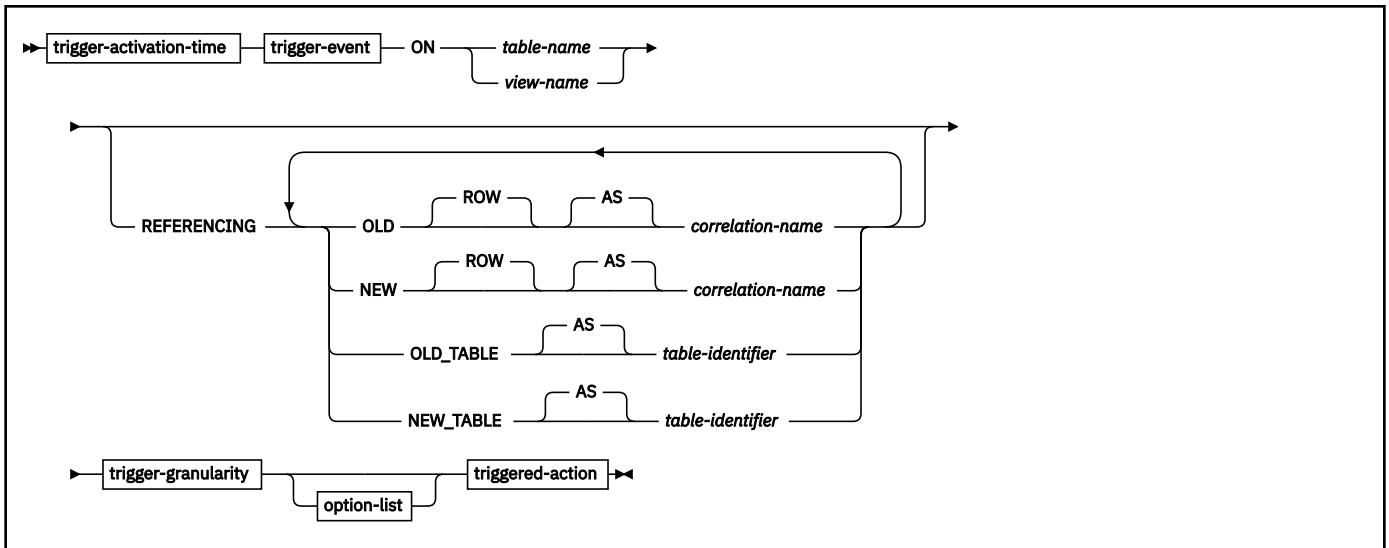 trigger-activation-time trigger-event ON table-name
view-name
ROW AS
REFERENCING OLD correlation-name
ROW AS
NEW correlation-name
AS
OLD_TABLE table-identifier
AS
NEW_TABLE table-identifier
trigger-granularity triggered-action
option-list